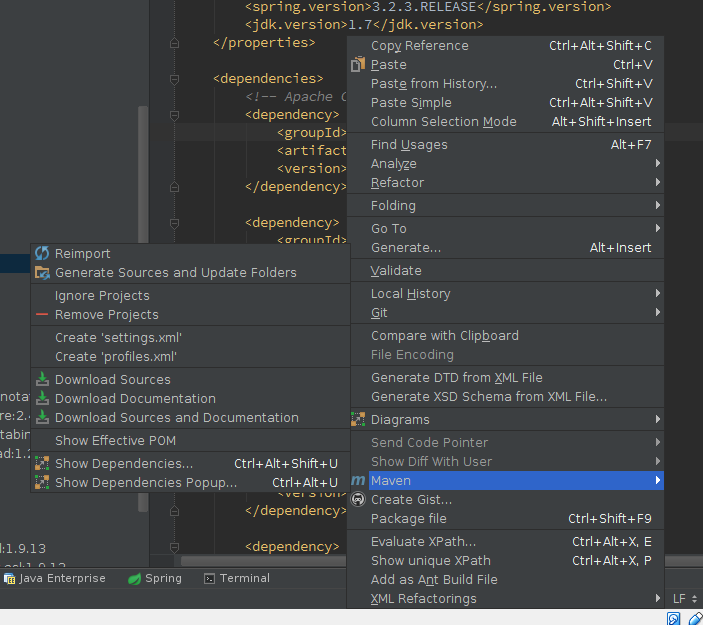 <spring.version>3.2.3.RELEASE</spring.version>
<jdk.version>1.7</jdk.version>
</properties>
<dependencies>
<!-- Apache C
<dependency>
<groupId>
<artifact
<version>
</dependency>
<dependency>
<groupId>
Copy Reference Ctrl+Alt+Shift+C
Paste Ctrl+V
Paste from History... Ctrl+Shift+V
Paste Simple Ctrl+Alt+Shift+V
Column Selection Mode Alt+Shift+Insert
Find Usages Alt+F7
Analyze
Refactor
Folding
Go To
Generate... Alt+Insert
Validate
Local History
Git
Compare with Clipboard
File Encoding
Generate DTD from XML File
Generate XSD Schema from XML File...
Diagrams
Send Code Pointer
Show Diff With User
Maven
Create Gist...
Package file Ctrl+Shift+F9
Evaluate XPath... Ctrl+Alt+X, E
Show unique XPath Ctrl+Alt+X, P
Add as Ant Build File
XML Refactorings
Reimport
Generate Sources and Update Folders
Ignore Projects
Remove Projects
Create 'settings.xml'
Create 'profiles.xml'
Download Sources
Download Documentation
Download Sources and Documentation
Show Effective POM
Show Dependencies... Ctrl+Alt+Shift+U
Show Dependencies Popup... Ctrl+Alt+U
nota
re:2.
tabin
ad:1.2
<version>
</dependency>
<dependency>
d:1.9.13
Java Enterprise Spring Terminal
LF